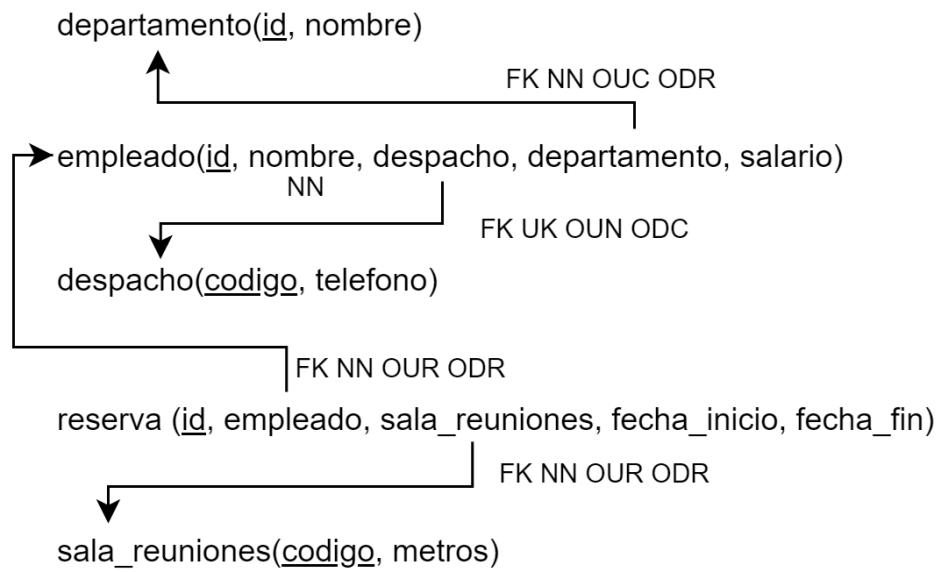 departamento(id, nombre)
FK NN OUC ODR
empleado(id, nombre, despacho, departamento, salario)
NN
FK UK OUN ODC
despacho(codigo, telefono)
FK NN OUR ODR
reserva (id, empleado, sala_reuniones, fecha_inicio, fecha_fin)
FK NN OUR ODR
sala_reuniones(codigo, metros)